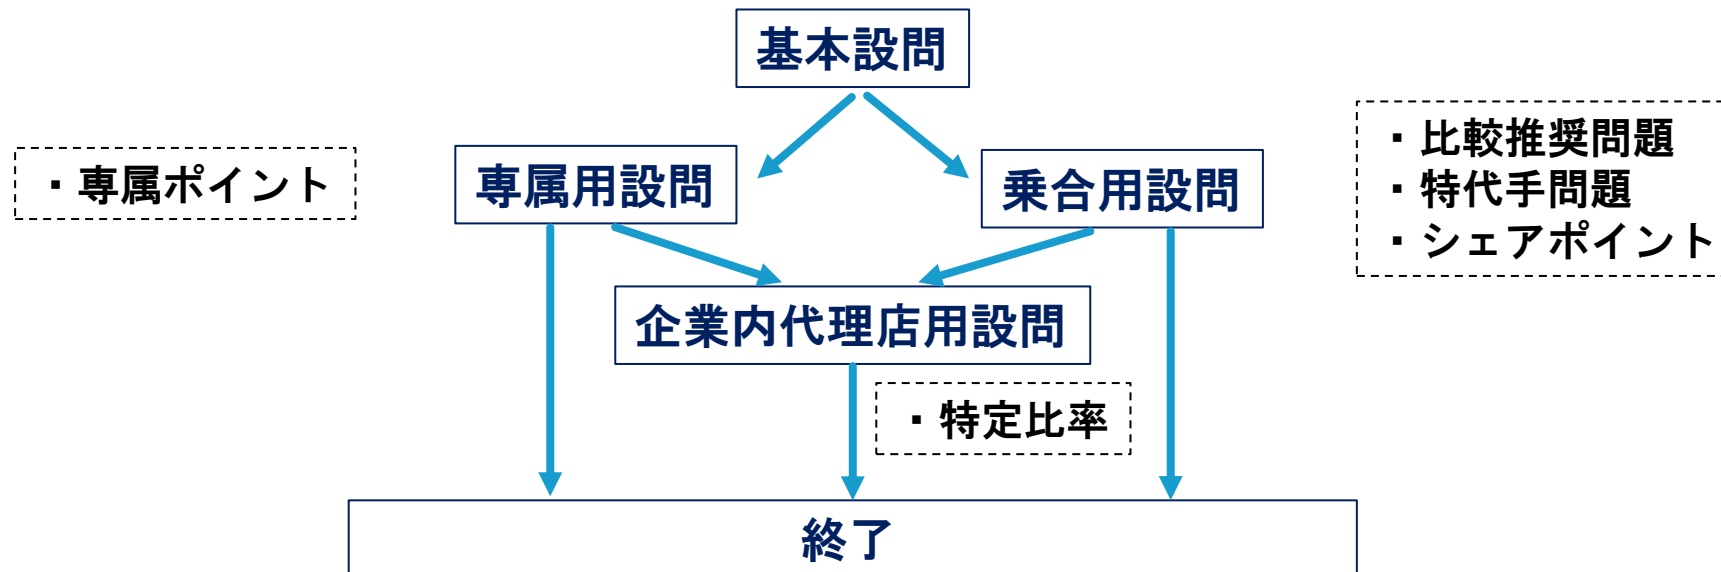 基本設問
・専属ポイント
専属用設問
乗合用設問
・比較推奨問題
・特代手問題
・シェアポイント
企業内代理店用設問
・特定比率
終了